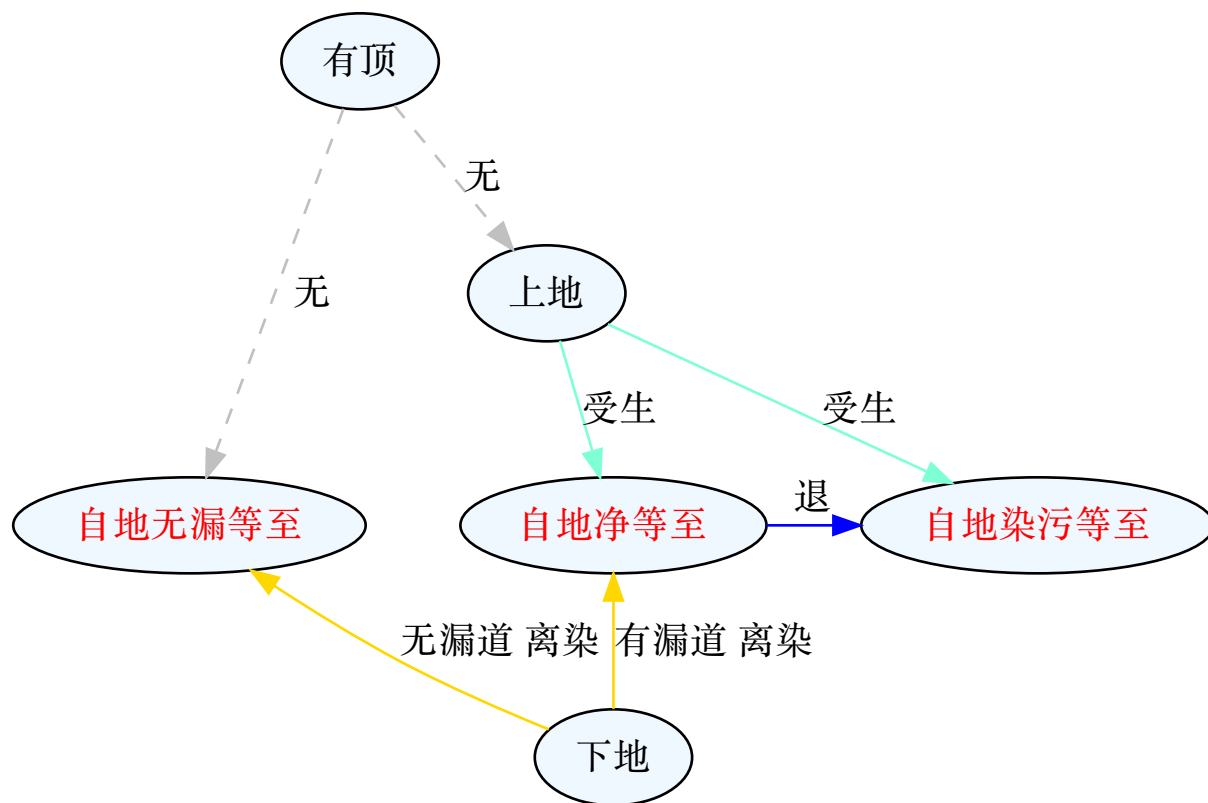 有顶
无
无
上地
受生
受生
自地无漏等至
自地净等至
退
自地染污等至
无漏道 离染
有漏道 离染
下地